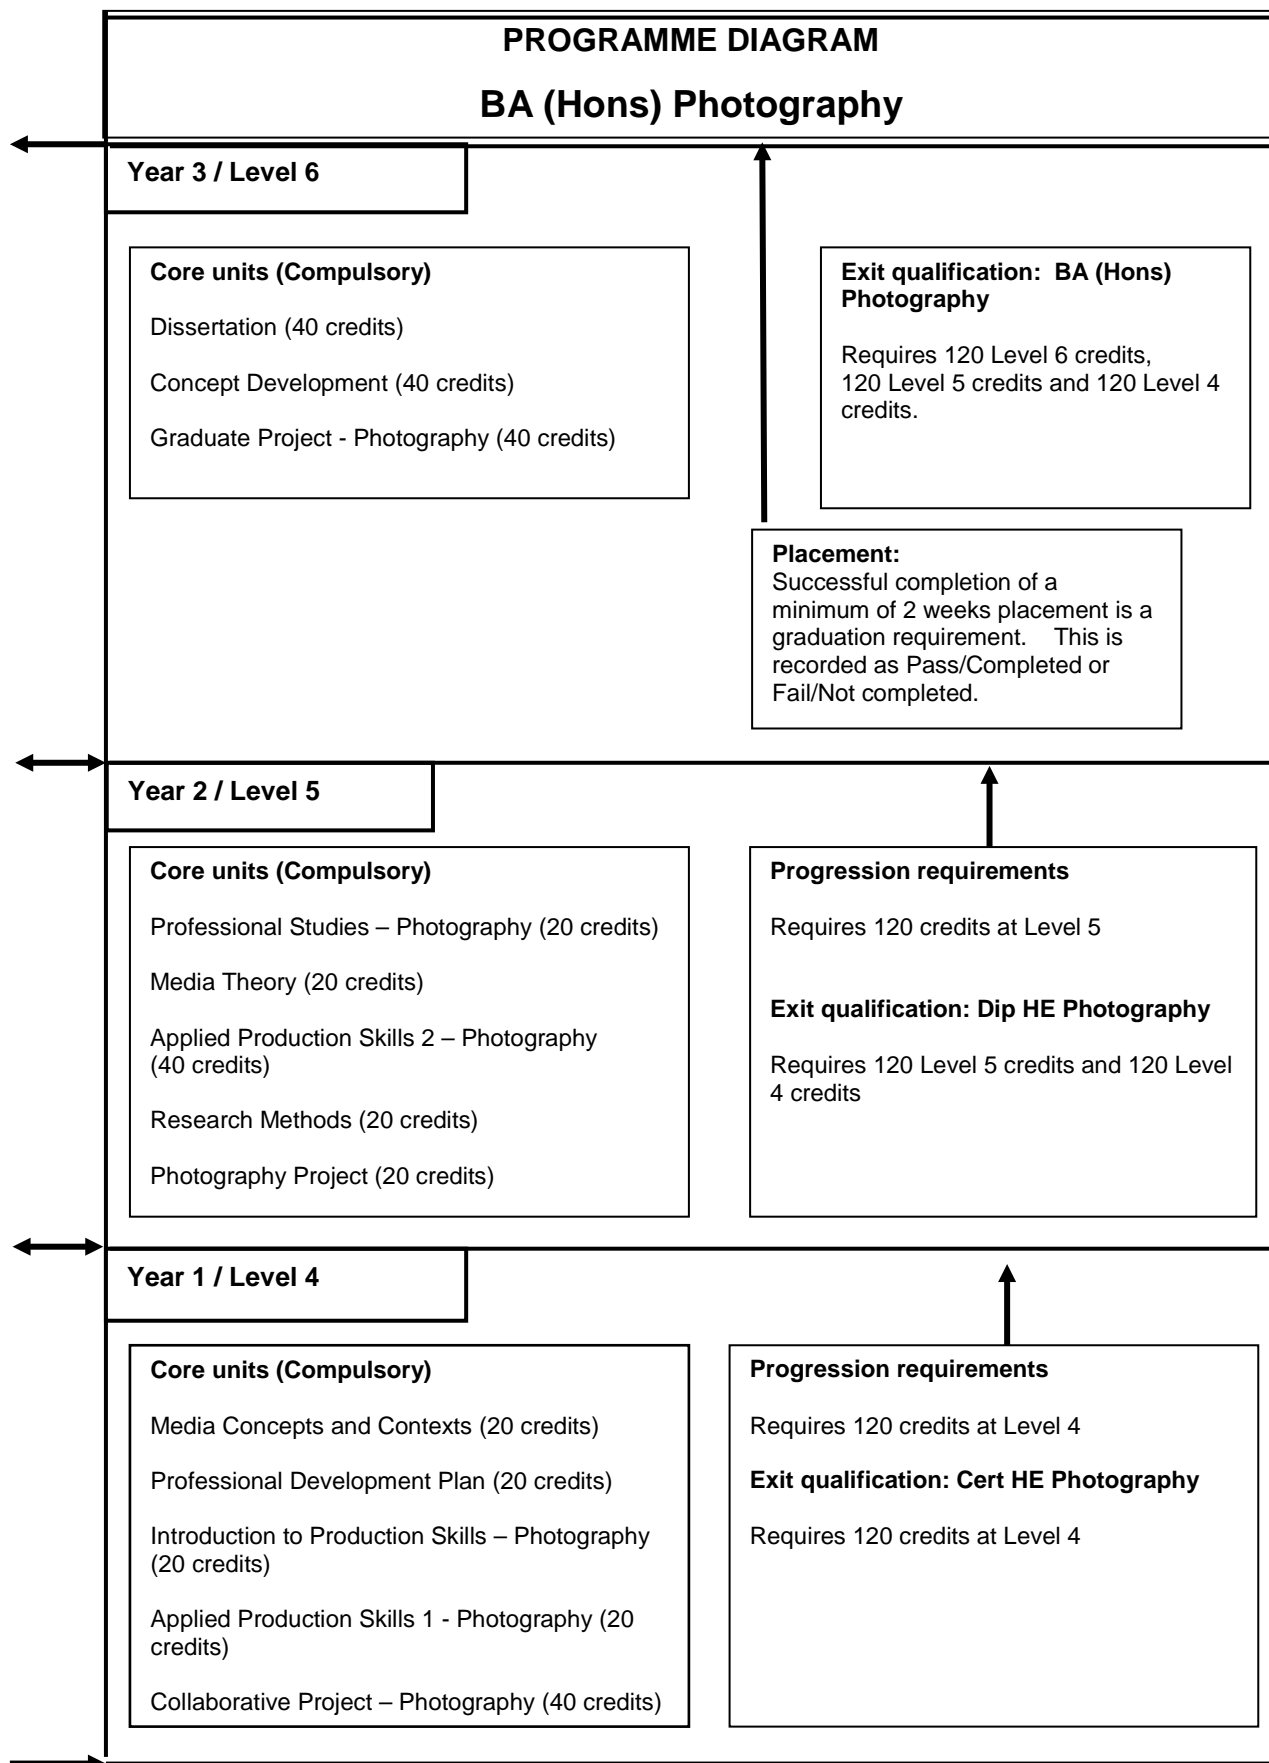 PROGRAMME DIAGRAM
BA (Hons) Photography
Year 3 / Level 6
Core units (Compulsory)
Dissertation (40 credits)
Concept Development (40 credits)
Graduate Project - Photography (40 credits)
Exit qualification:  BA (Hons)
Photography
Requires 120 Level 6 credits,
120 Level 5 credits and 120 Level 4
credits.
Placement:
Successful completion of a
minimum of 2 weeks placement is a
graduation requirement.    This is
recorded as Pass/Completed or
Fail/Not completed.
Year 2 / Level 5
Core units (Compulsory)
Professional Studies – Photography (20 credits)
Media Theory (20 credits)
Applied Production Skills 2 – Photography
(40 credits)
Research Methods (20 credits)
Photography Project (20 credits)
Progression requirements
Requires 120 credits at Level 5
Exit qualification: Dip HE Photography
Requires 120 Level 5 credits and 120 Level
4 credits
Year 1 / Level 4
Core units (Compulsory)
Media Concepts and Contexts (20 credits)
Professional Development Plan (20 credits)
Introduction to Production Skills – Photography
(20 credits)
Applied Production Skills 1 - Photography (20
credits)
Collaborative Project – Photography (40 credits)
Progression requirements
Requires 120 credits at Level 4
Exit qualification: Cert HE Photography
Requires 120 credits at Level 4